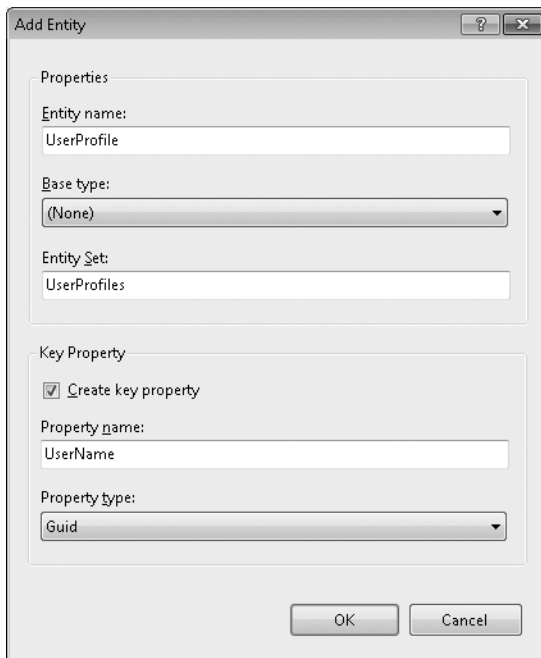 Add Entity
?
Properties
Entity name:
UserProfile
Base type:
(None)
Entity Set:
UserProfiles
Key Property
Create key property
Property name:
UserName
Property type:
Guid
OK
Cancel